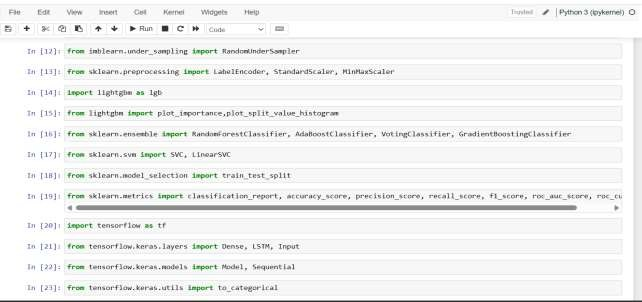 File Edit View Insert Cell Kernel Widgets Help Trusted Python 3 (ipykernel)
Run Code
In [12]: from imblearn.under_sampling import RandomUnderSampler
In [13]: from sklearn.preprocessing import LabelEncoder, StandardScaler, MinMaxScaler
In [14]: import lightgbm as lgb
In [15]: from lightgbm import plot_importance,plot_split_value_histogram
In [16]: from sklearn.ensemble import RandomForestClassifier, AdaBoostClassifier, VotingClassifier, GradientBoostingClassifier
In [17]: from sklearn.svm import SVC, LinearSVC
In [18]: from sklearn.model_selection import train_test_split
In [19]: from sklearn.metrics import classification_report, accuracy_score, precision_score, recall_score, f1_score, roc_auc_score, roc_cu
In [20]: import tensorflow as tf
In [21]: from tensorflow.keras.layers import Dense, LSTM, Input
In [22]: from tensorflow.keras.models import Model, Sequential
In [23]: from tensorflow.keras.utils import to_categorical